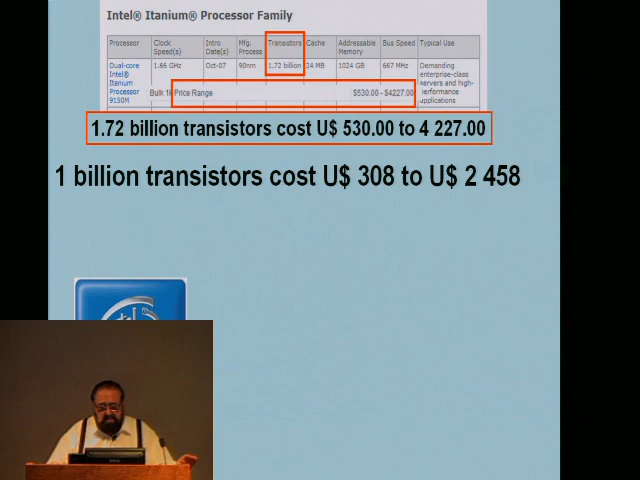 Intel® Itanium® Processor Family
Processor Clock Speed(s) Intro Date(s) Mfg. Process Transistors Cache Addressable Memory Bus Speed Typical Use
Dual-core Intel® Itanium Processor 9150M 1.66 GHz Oct-07 90nm 1.72 billion 24 MB 1024 GB 667 MHz Demanding enterprise-class servers and high-performance applications
Bulk Price Range $530.00 - $4227.00
1.72 billion transistors cost U$ 530.00 to 4 227.00
1 billion transistors cost U$ 308 to U$ 2 458